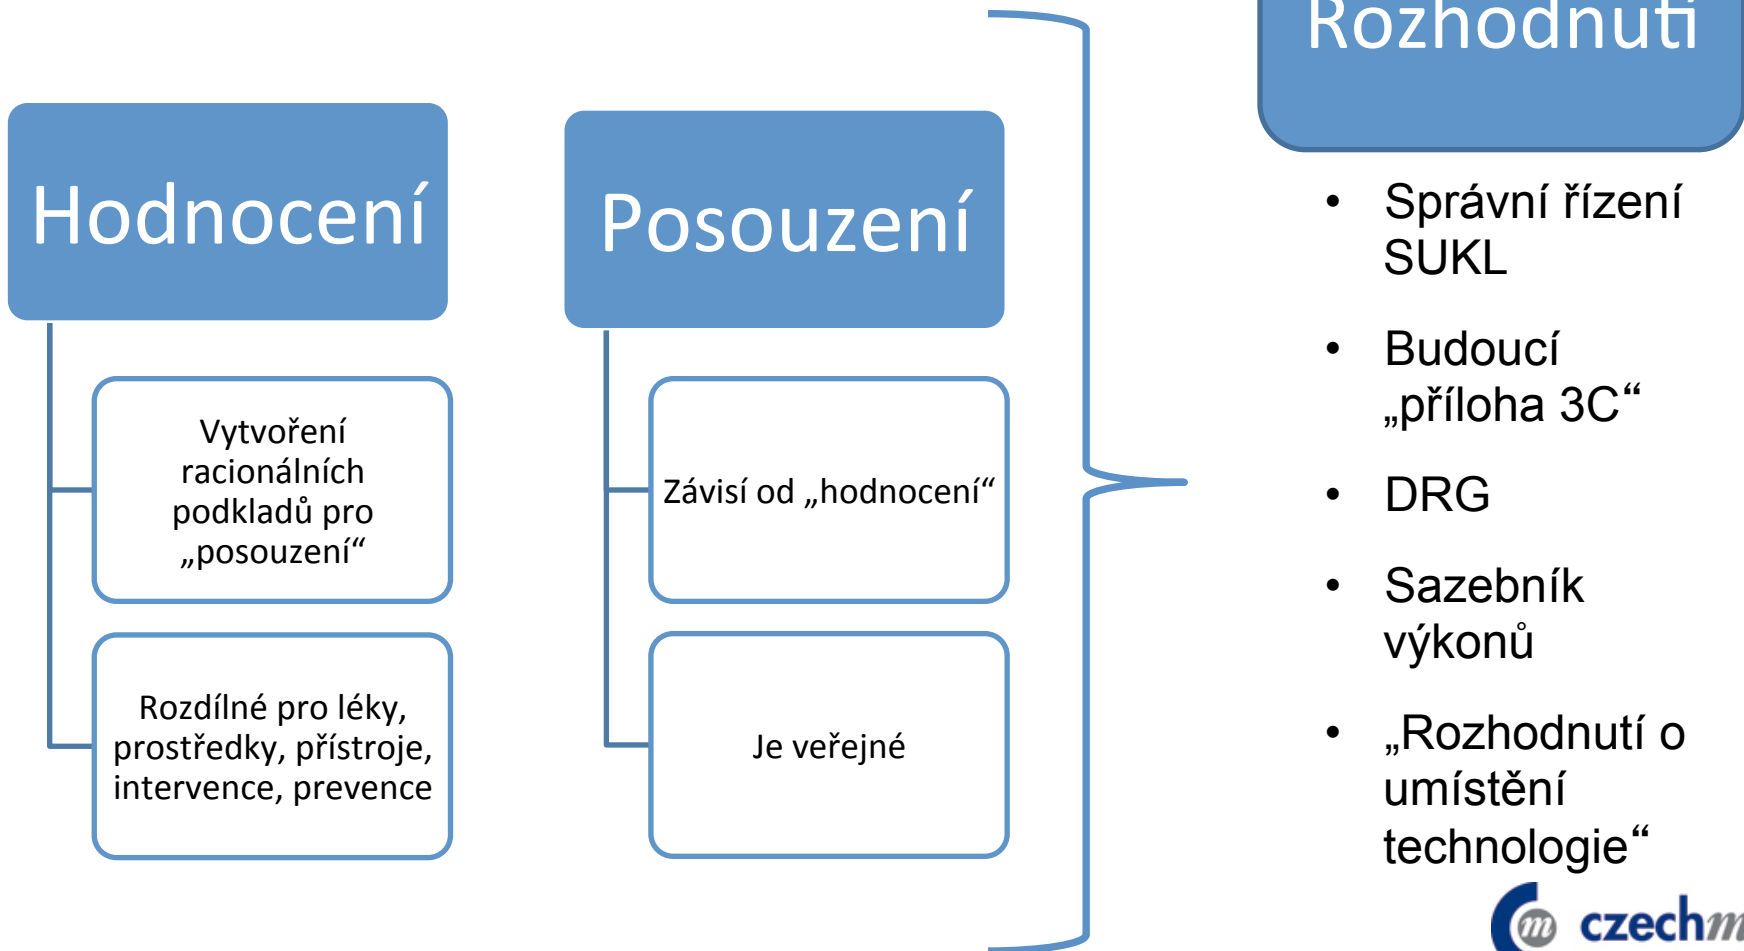 Hodnocení
Vytvoření
racionálních
podkladů pro
„posouzení“
Rozdílné pro léky,
prostředky, přístroje,
intervence, prevence
Posouzení
Závisí od „hodnocení“
Je veřejné
Rozhodnutí
• Správní řízení
SUKL
• Budoucí
„příloha 3C“
• DRG
• Sazebník
výkonů
• „Rozhodnutí o
umístění
technologie“
m czechm